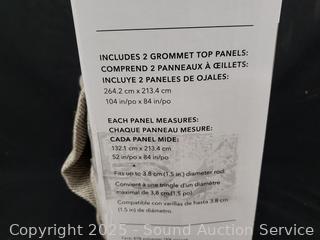 INCLUDES 2 GROMMET TOP PANELS:
COMPREND 2 PANNEAUX À ŒILLETS:
INCLUYE 2 PANELES DE OJALES:
264.2 cm x 213.4 cm
104 in/po x 84 in/po
EACH PANEL MEASURES:
CHAQUE PANNEAU MESURE:
CADA PANEL MIDE:
132.1 cm x 213.4 cm
52 in/po x 84 in/po
Fits up to 3.8 cm (1.5 in) diameter rod
Convient à une tringle d'un diamètre
maximal de 3,8 cm (1.5 po)
Compatible con varillas de hasta 3.8 cm
(1.5 in) de diámetro.
Copyright 2025 - Sound Auction Service